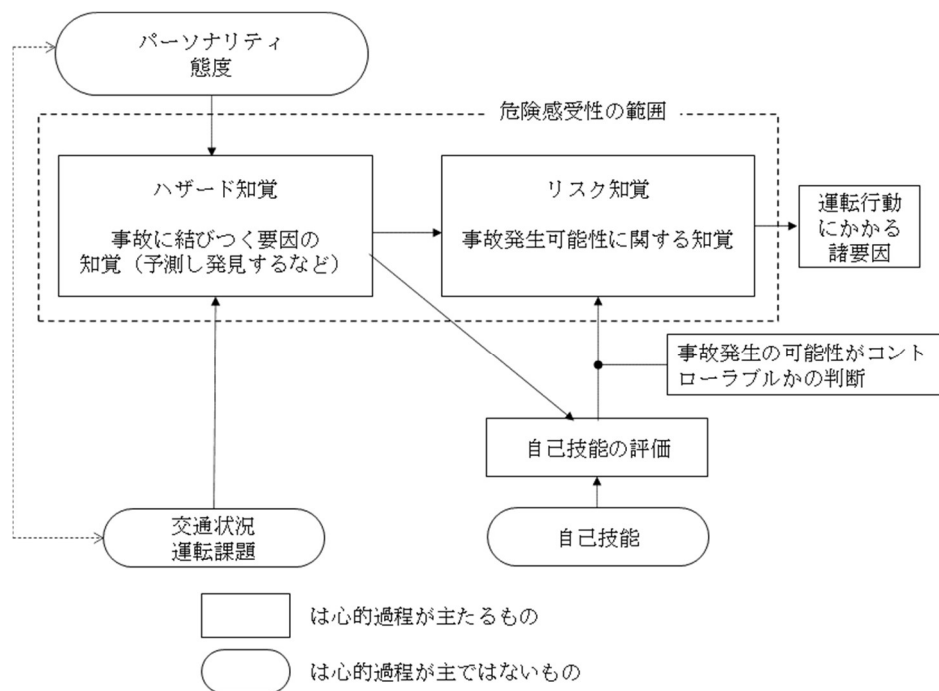 パーソナリティ
態度
危険感受性の範囲
ハザード知覚
事故に結びつく要因の
知覚（予測し発見するなど）
リスク知覚
事故発生可能性に関する知覚
運転行動
にかかる
諸要因
事故発生の可能性がコント
ローラブルかの判断
自己技能の評価
交通状況
運転課題
自己技能
は心的過程が主たるもの
は心的過程が主ではないもの